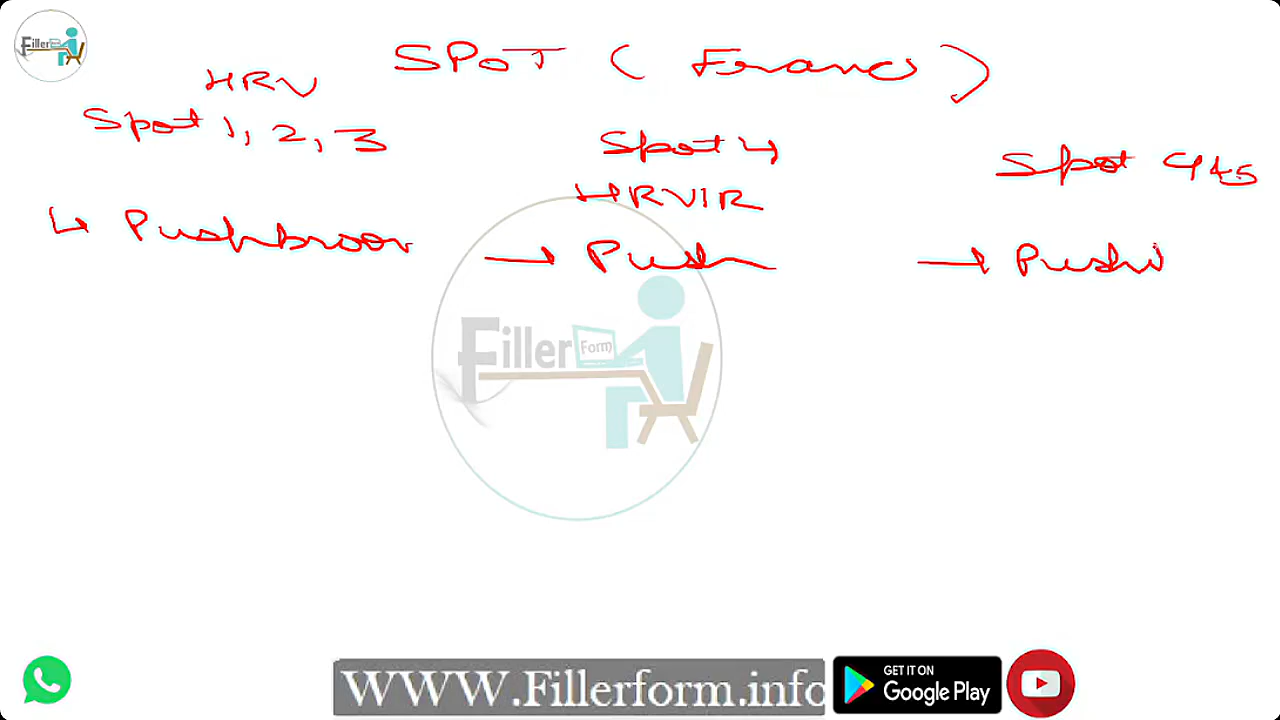 Filler
SPOT (France)
HRV
Spot 1, 2, 3
Spot 4
HRVIR
Spot 4&5
↳ Pushbroom
→ Push
→ Push
Filler Form
WWW.Fillerform.info
GET IT ON
Google Play